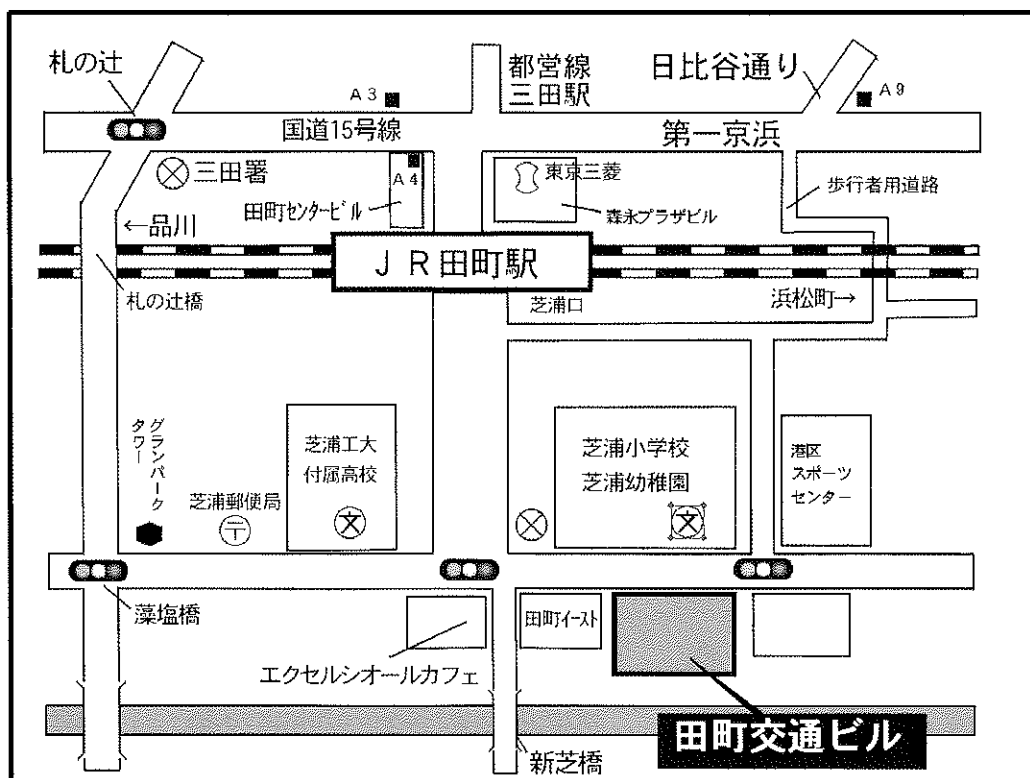 札の辻
都営線
三田駅
日比谷通り
A3
A9
国道15号線
第一京浜
三田署
A4
田町センタービル
東京三菱
森永プラザビル
歩行者用道路
←品川
JR田町駅
札の辻橋
芝浦口
浜松町→
グランパーク
タワー
芝浦郵便局
〒
芝浦工大
付属高校
文
芝浦小学校
芝浦幼稚園
文
港区
スポーツ
センター
藻塩橋
エクセルシオールカフェ
田町イースト
田町交通ビル
新芝橋